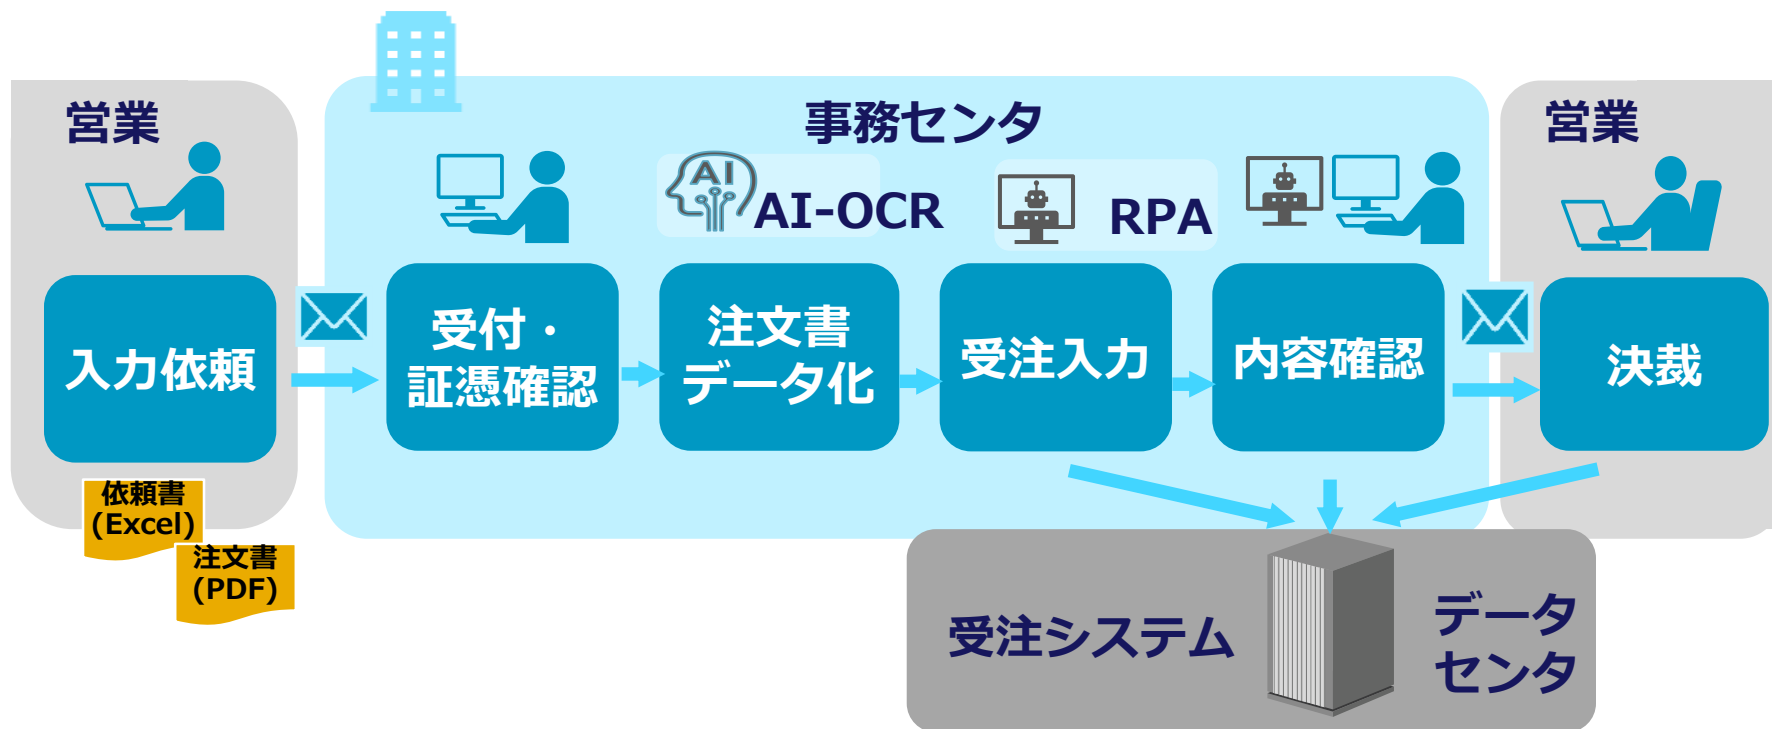 営業
入力依頼
依頼書
(Excel)
注文書
(PDF)
事務センタ
AI
AI-OCR
RPA
受付・
証憑確認
注文書
データ化
受注入力
内容確認
営業
決裁
受注システム
データ
センタ